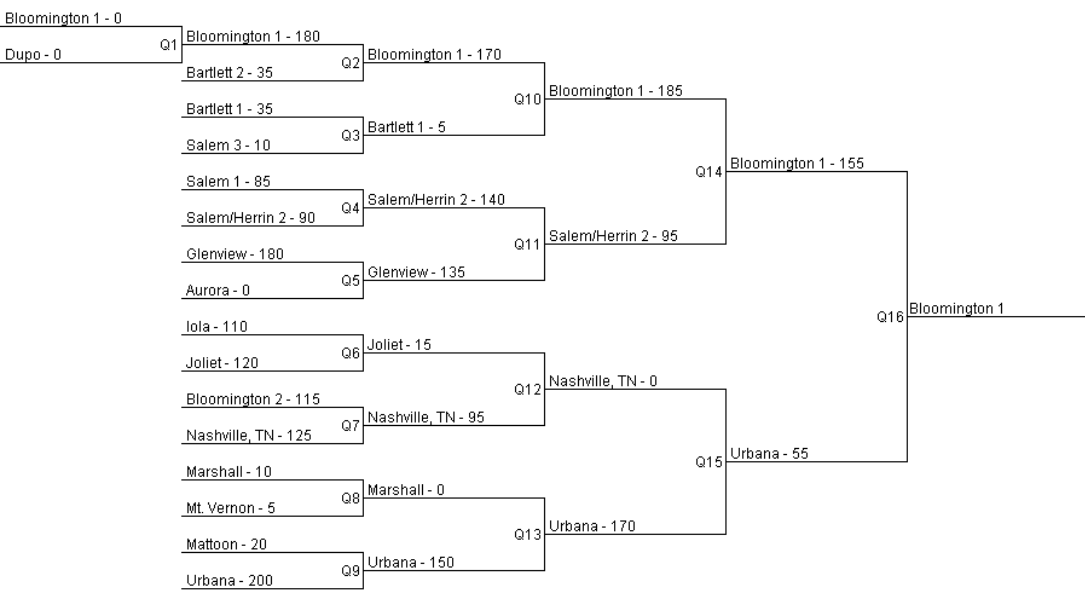 Bloomington 1 - 0
Dupo - 0
Q1
Bloomington 1 - 180
Bartlett 2 - 35
Q2
Bloomington 1 - 170
Bartlett 1 - 35
Salem 3 - 10
Q3
Bartlett 1 - 5
Q10
Bloomington 1 - 185
Salem 1 - 85
Salem/Herrin 2 - 90
Q4
Salem/Herrin 2 - 140
Glenview - 180
Aurora - 0
Q5
Glenview - 135
Q11
Salem/Herrin 2 - 95
Q14
Bloomington 1 - 155
Iola - 110
Joliet - 120
Q6
Joliet - 15
Bloomington 2 - 115
Nashville, TN - 125
Q7
Nashville, TN - 95
Q12
Nashville, TN - 0
Marshall - 10
Mt. Vernon - 5
Q8
Marshall - 0
Mattoon - 20
Urbana - 200
Q9
Urbana - 150
Q13
Urbana - 170
Q15
Urbana - 55
Q16
Bloomington 1